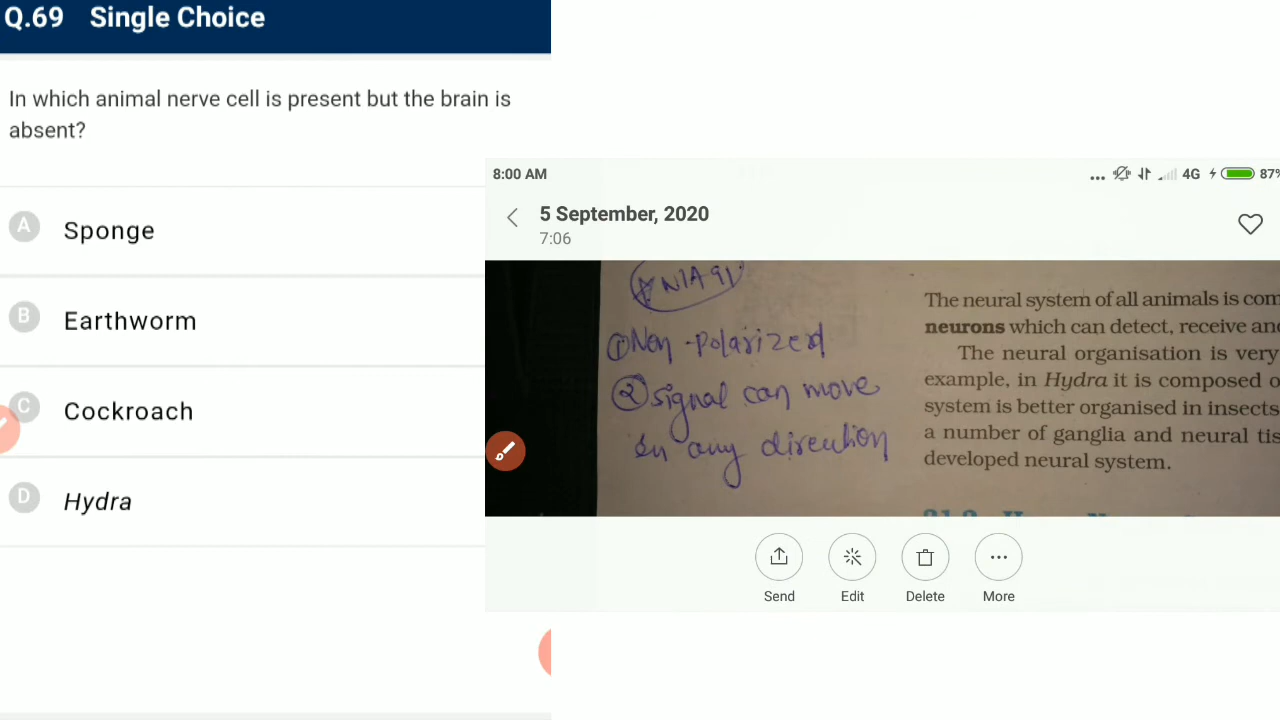 Q.69 Single Choice
In which animal nerve cell is present but the brain is
absent?
A Sponge
B Earthworm
C Cockroach
D Hydra
8:00 AM
4G 87%
5 September, 2020
7:06
① Non-polarized
② signal can move
in any direction
The neural system of all animals is com
neurons which can detect, receive and
The neural organisation is very
example, in Hydra it is composed o
system is better organised in insects
a number of ganglia and neural tis
developed neural system.
Send Edit Delete More